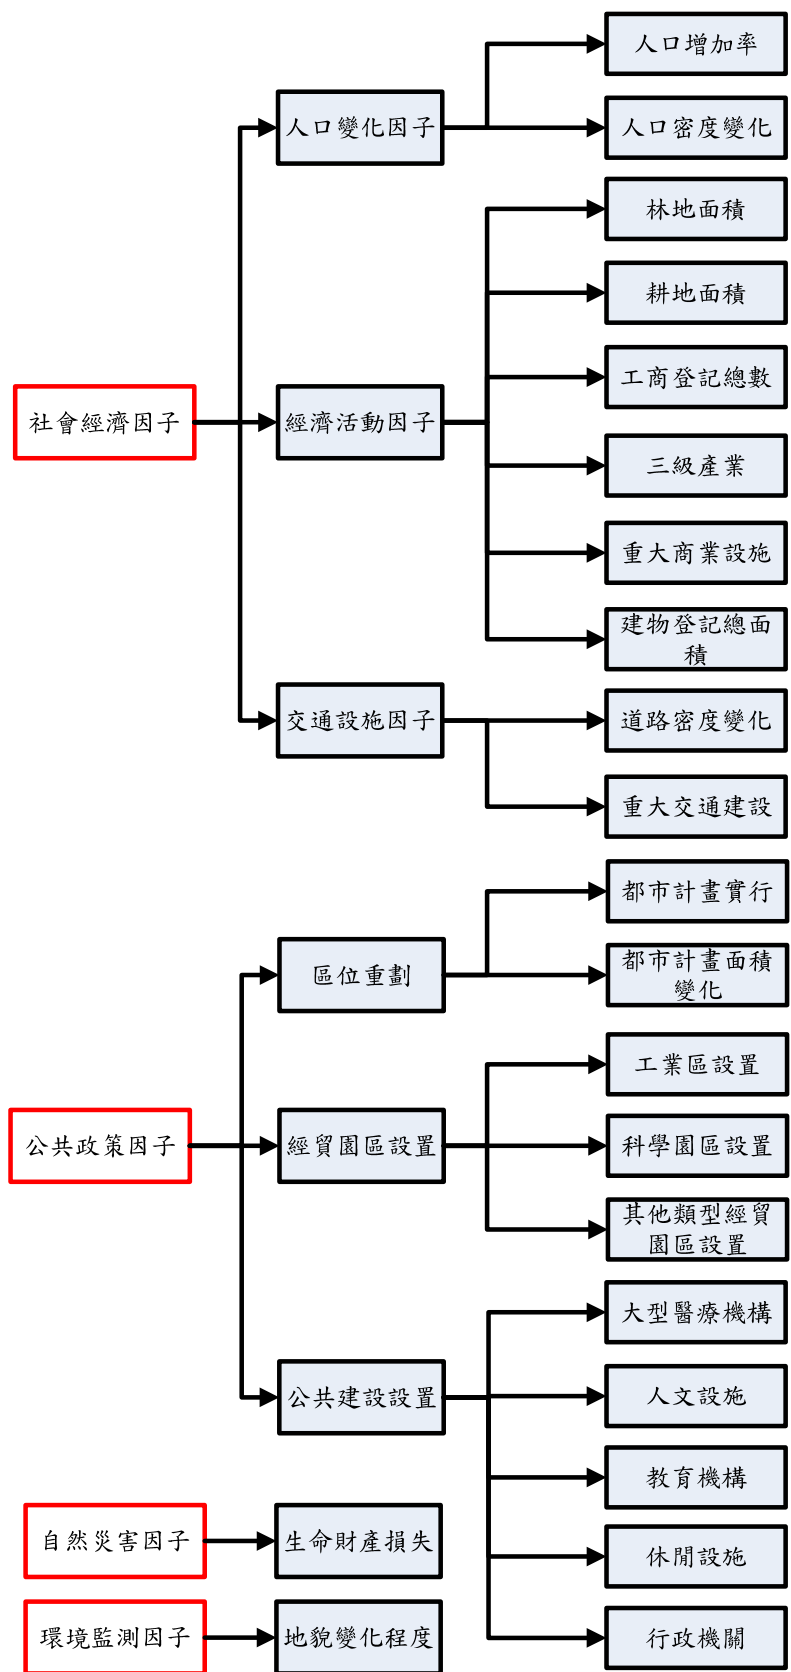 人口增加率
人口變化因子
人口密度變化
林地面積
耕地面積
工商登記總數
社會經濟因子
經濟活動因子
三級產業
重大商業設施
建物登記總面
積
交通設施因子
道路密度變化
重大交通建設
都市計畫實行
區位重劃
都市計畫面積
變化
工業區設置
公共政策因子
經貿園區設置
科學園區設置
其他類型經貿
園區設置
大型醫療機構
公共建設設置
人文設施
教育機構
自然災害因子
生命財產損失
休閒設施
環境監測因子
地貌變化程度
行政機關